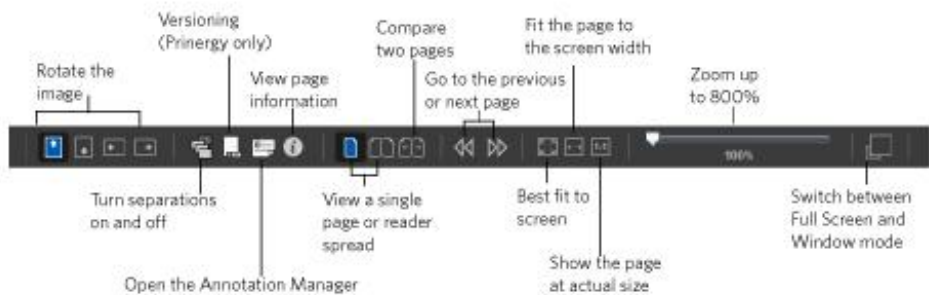 Versioning
(Prinergy only)
Compare
two pages
Fit the page to
the screen width
Rotate the
image
View page
information
Go to the previous
or next page
Zoom up
to 800%
1:1
100%
Turn separations
on and off
View a single
page or reader
spread
Best fit to
screen
Switch between
Full Screen and
Window mode
Open the Annotation Manager
Show the page
at actual size